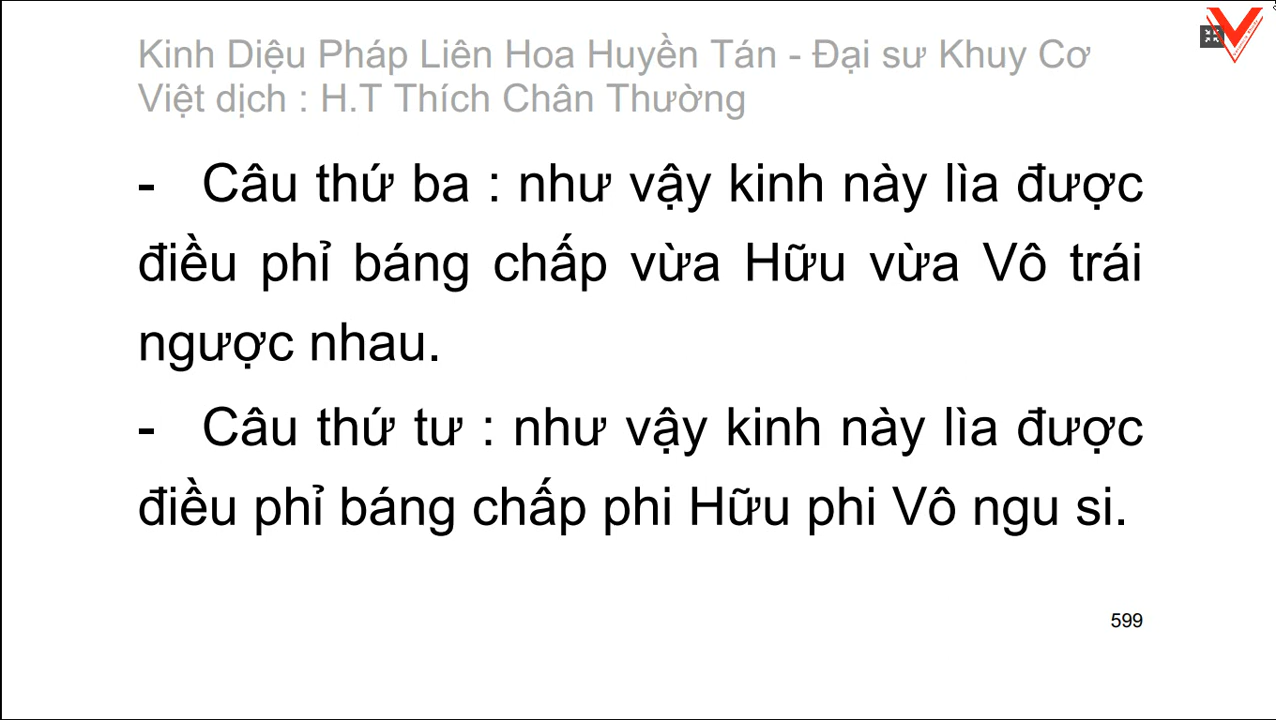 Kinh Diệu Pháp Liên Hoa Huyền Tán - Đại sư Khuy Cơ
Việt dịch : H.T Thích Chân Thường
- Câu thứ ba : như vậy kinh này lìa được
điều phỉ báng chấp vừa Hữu vừa Vô trái
ngược nhau.
- Câu thứ tư : như vậy kinh này lìa được
điều phỉ báng chấp phi Hữu phi Vô ngu si.
599